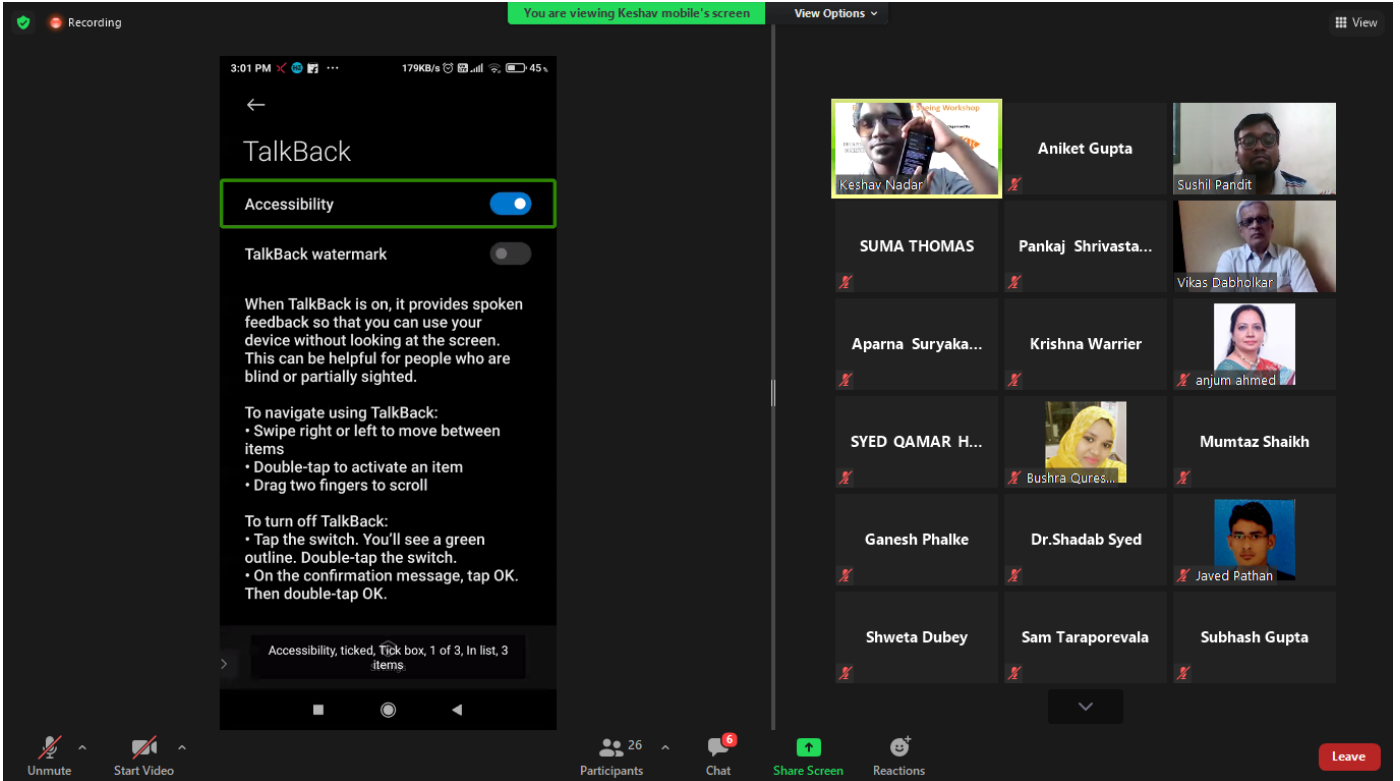 Recording
You are viewing Keshav mobile's screen
View Options
View
3:01 PM
179KB/s
45
TalkBack
Accessibility
TalkBack watermark
When TalkBack is on, it provides spoken
feedback so that you can use your
device without looking at the screen.
This can be helpful for people who are
blind or partially sighted.
To navigate using TalkBack:
• Swipe right or left to move between
items
• Double-tap to activate an item
• Drag two fingers to scroll
To turn off TalkBack:
• Tap the switch. You'll see a green
outline. Double-tap the switch.
• On the confirmation message, tap OK.
Then double-tap OK.
Accessibility, ticked, Tick box, 1 of 3, In list, 3
items
Seeing Workshop
Keshav Nadar
Aniket Gupta
Sushil Pandit
SUMA THOMAS
Pankaj Shrivasta...
Vikas Dabholkar
Aparna Suryaka...
Krishna Warrier
anjum ahmed
SYED QAMAR H...
Bushra Qures...
Mumtaz Shaikh
Ganesh Phalke
Dr.Shadab Syed
Javed Pathan
Shweta Dubey
Sam Taraporevala
Subhash Gupta
Unmute
Start Video
26
Participants
6
Chat
Share Screen
Reactions
Leave